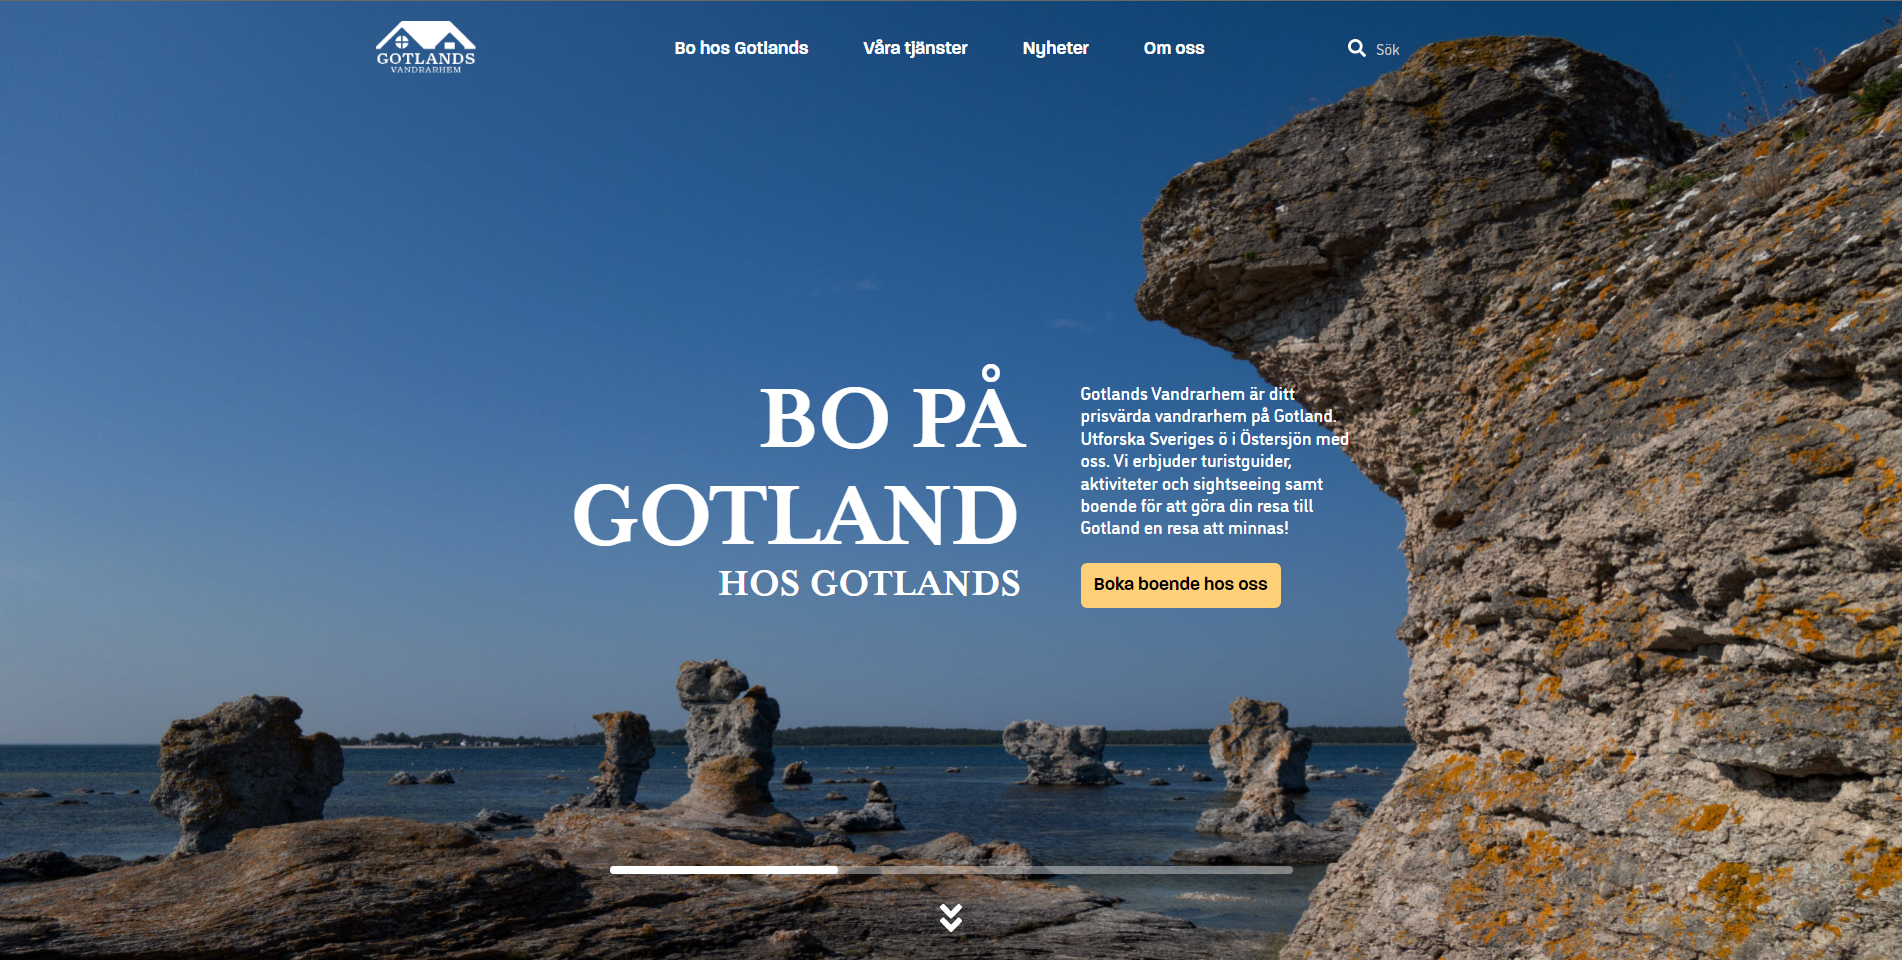 GOTLANDS
VANDRARHEM
Bo hos Gotlands
Våra tjänster
Nyheter
Om oss
Sök
BO PÅ
GOTLAND
HOS GOTLANDS
Gotlands Vandrarhem är ditt
prisvärda vandrarhem på Gotland.
Utforska Sveriges ö i Östersjön med
oss. Vi erbjuder turistguider,
aktiviteter och sightseeing samt
boende för att göra din resa till
Gotland en resa att minnas!
Boka boende hos oss